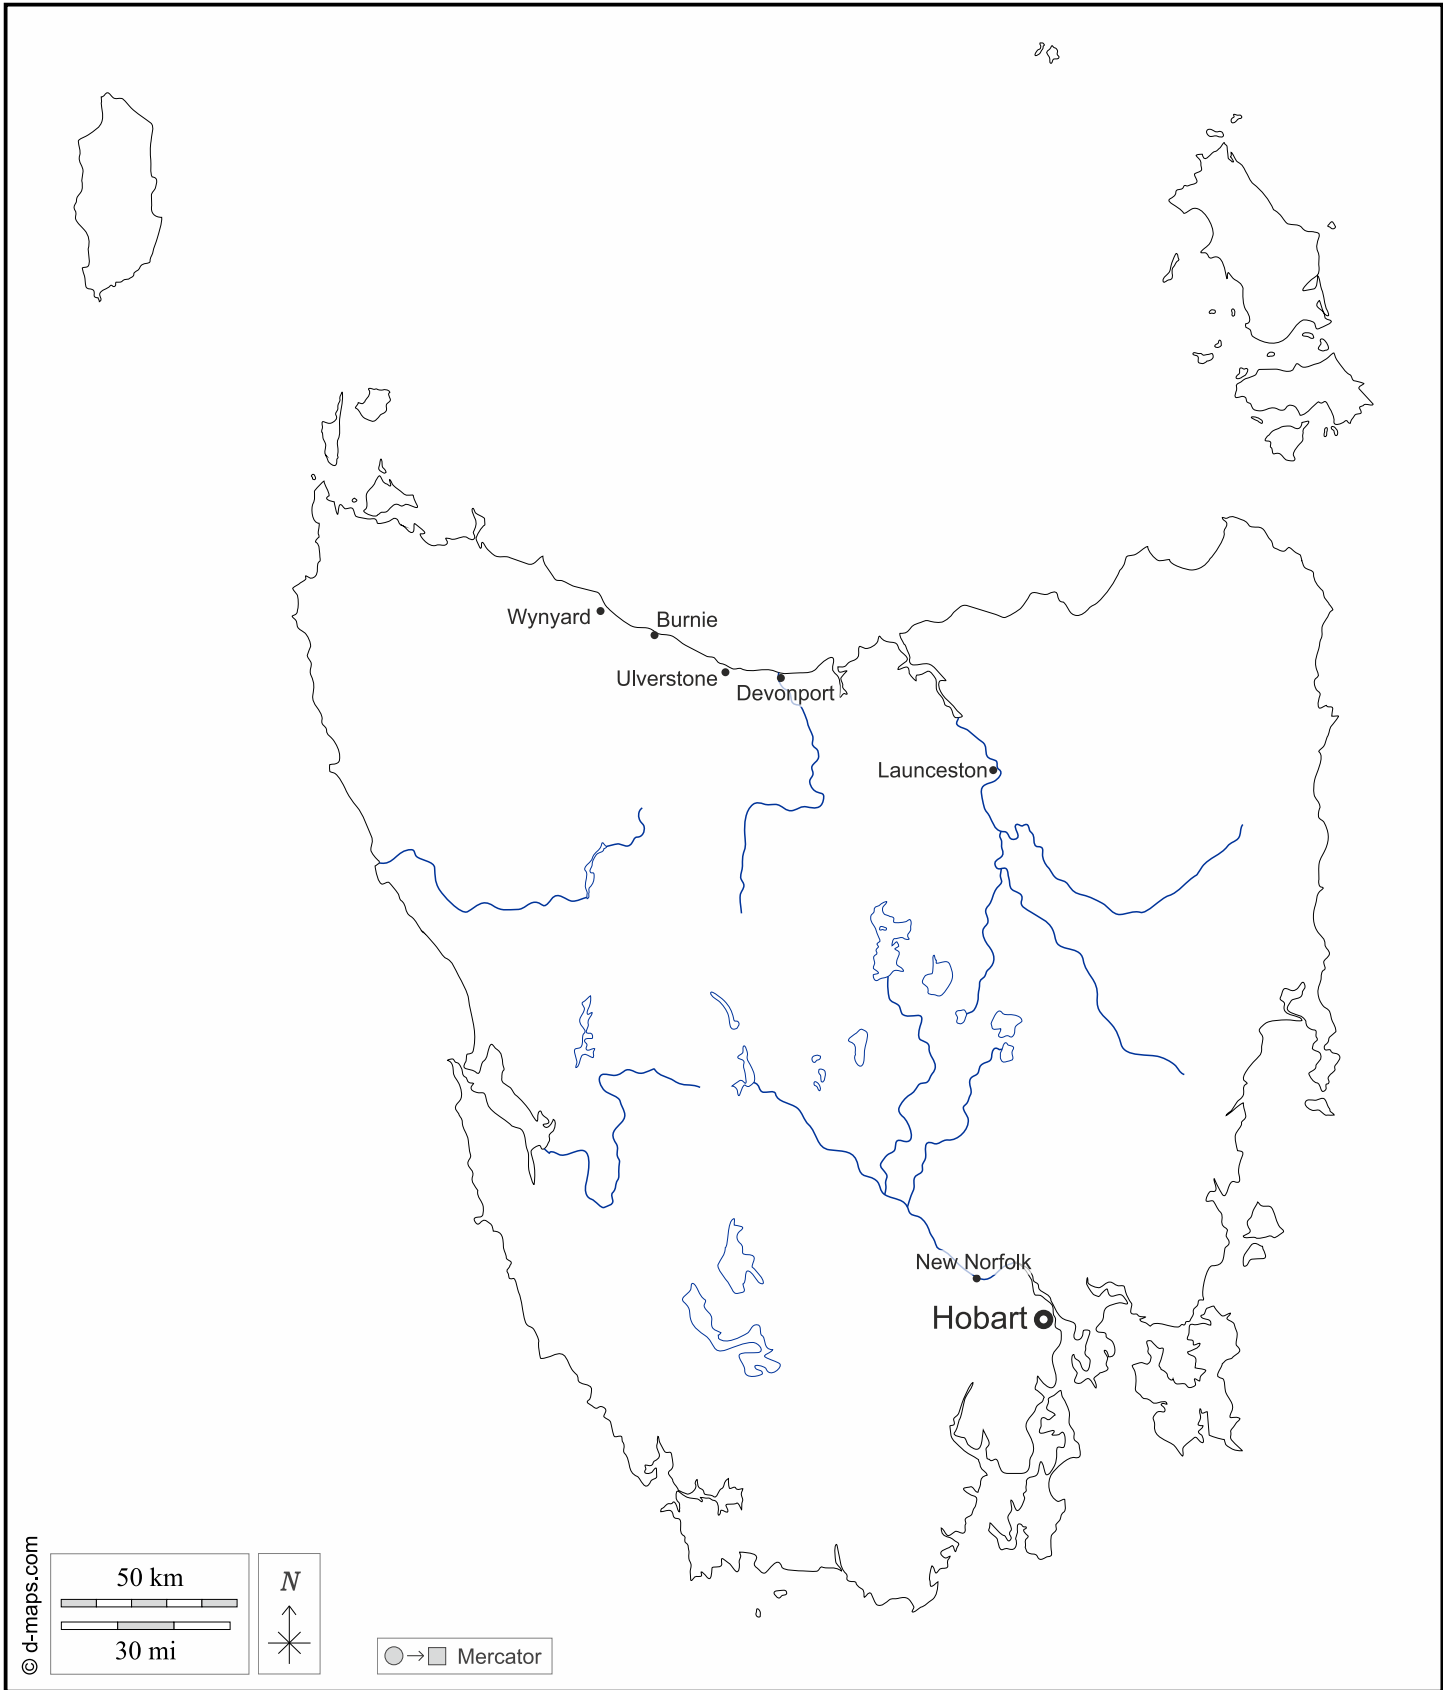 Wynyard
Burnie
Ulverstone
Devonport
Launceston
New Norfolk
Hobart
© d-maps.com
50 km
30 mi
N
Mercator